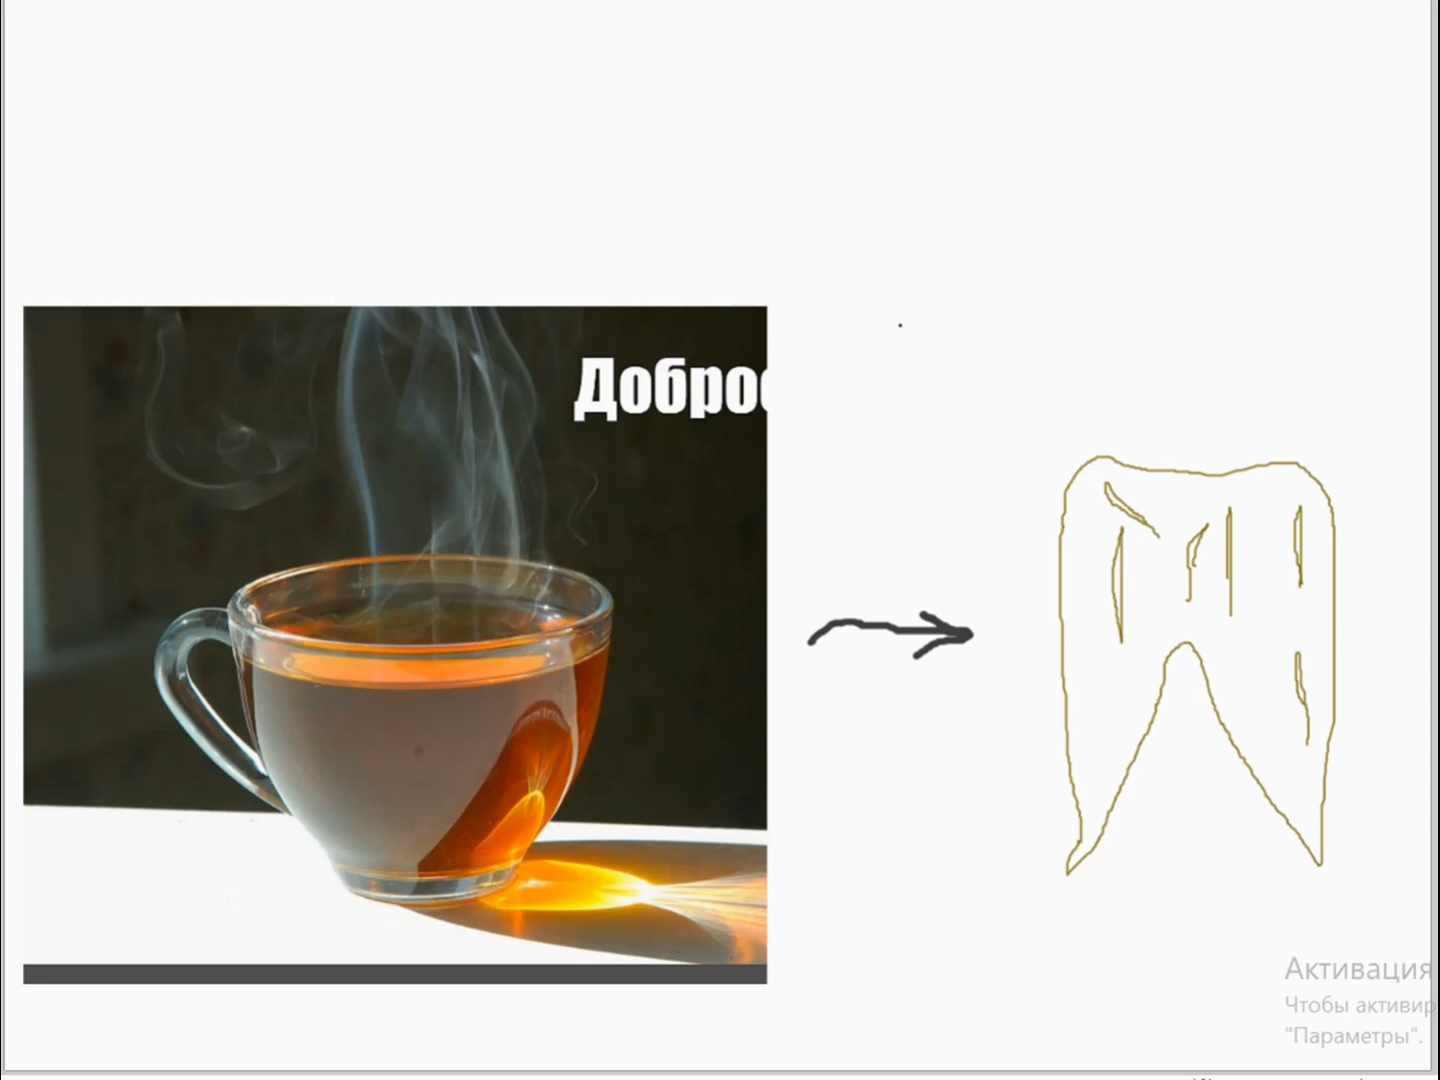 Доброе
Активация
Чтобы активир
"Параметры".